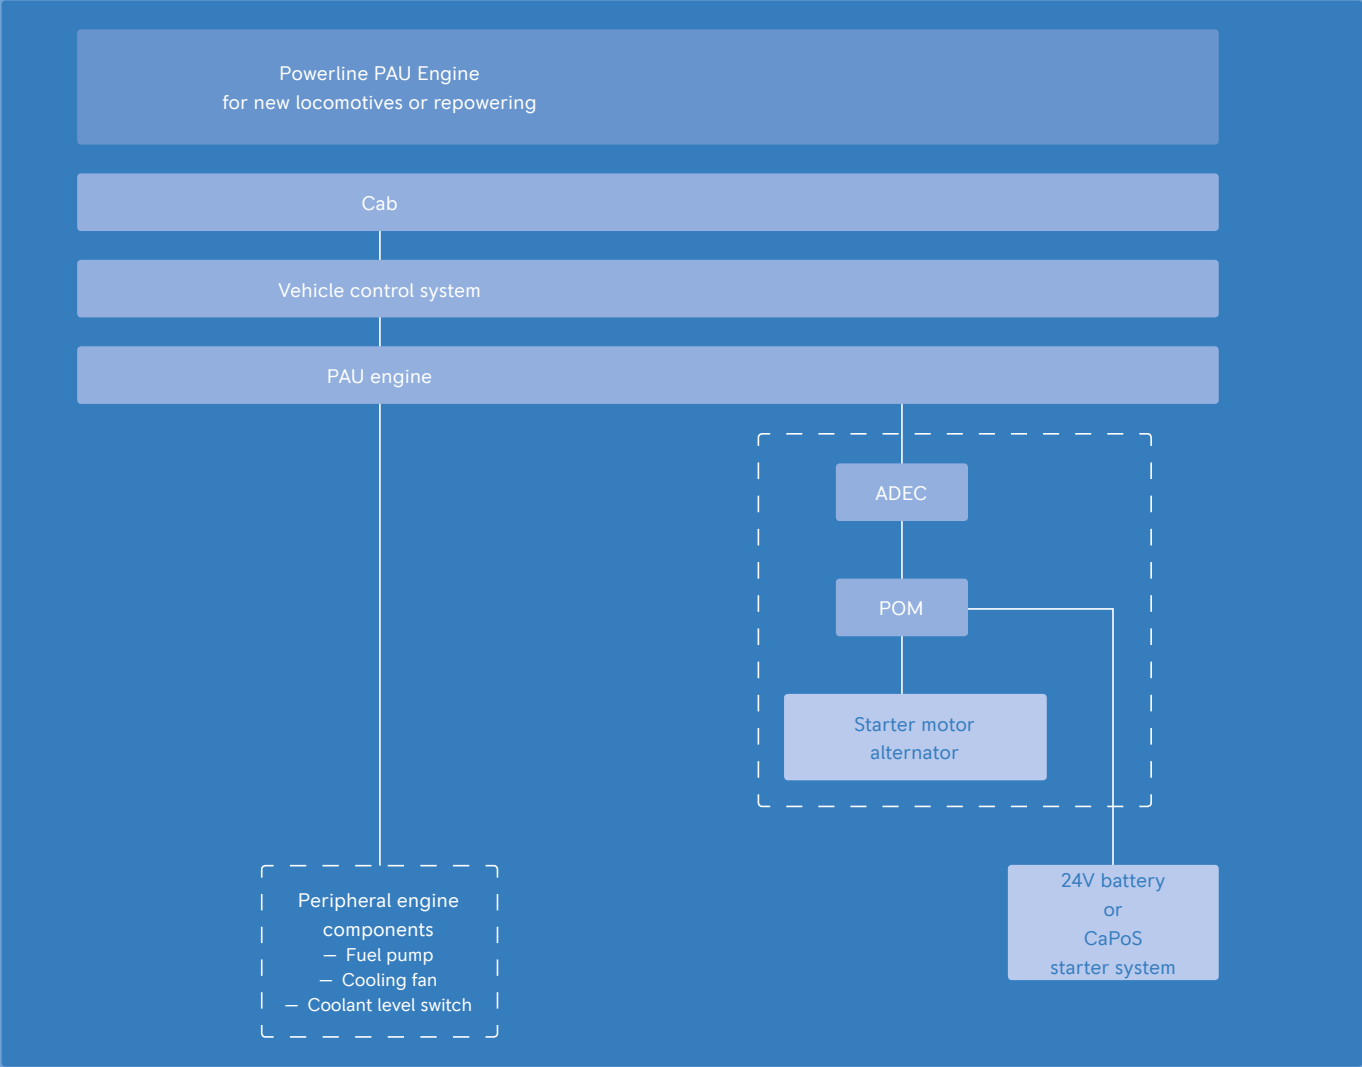 Powerline PAU Engine
for new locomotives or repowering
Cab
Vehicle control system
PAU engine
ADEC
POM
Starter motor
alternator
24V battery
or
CaPoS
starter system
Peripheral engine
components
— Fuel pump
— Cooling fan
— Coolant level switch